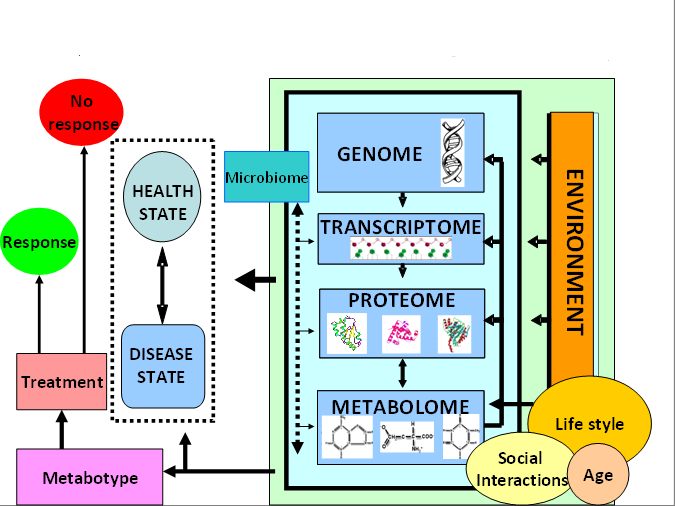 No
response
Response
HEALTH
STATE
DISEASE
STATE
Treatment
Metabotype
Microbiome
GENOME
TRANSCRIPTOME
PROTEOME
METABOLOME
ENVIRONMENT
Life style
Social
Interactions
Age